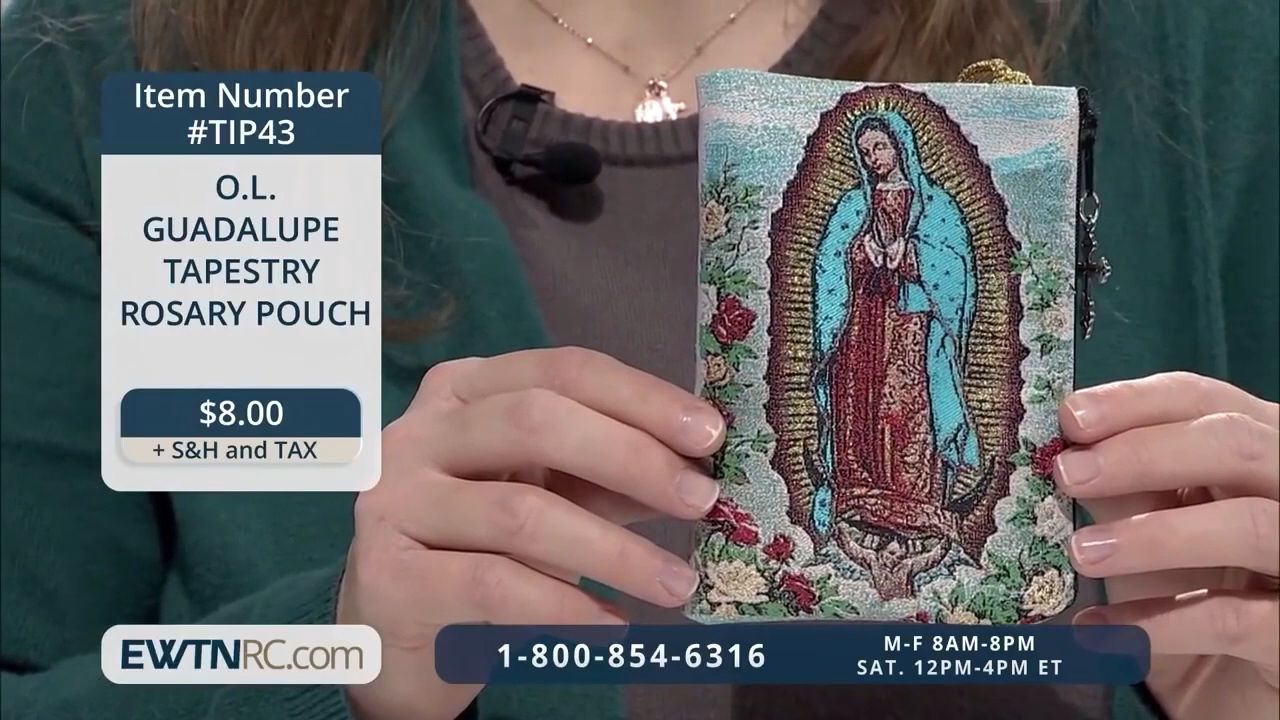 Item Number
#TIP43
O.L.
GUADALUPE
TAPESTRY
ROSARY POUCH
$8.00
+ S&H and TAX
EWTNRC.com
1-800-854-6316
M-F 8AM-8PM
SAT. 12PM-4PM ET